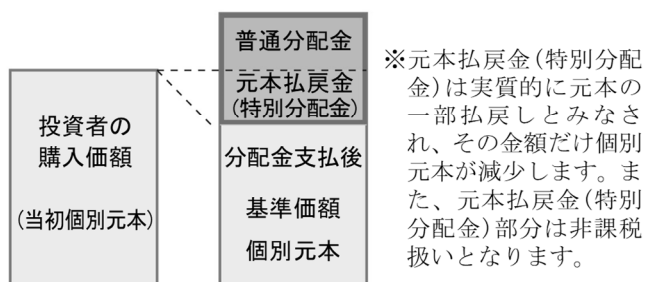 普通分配金
元本払戻金
(特別分配金)
投資者の
購入価額
(当初個別元本)
分配金支払後
基準価額
個別元本
※元本払戻金(特別分配
金)は実質的に元本の
一部払戻しとみなさ
れ、その金額だけ個別
元本が減少します。ま
た、元本払戻金(特別
分配金)部分は非課税
扱いとなります。